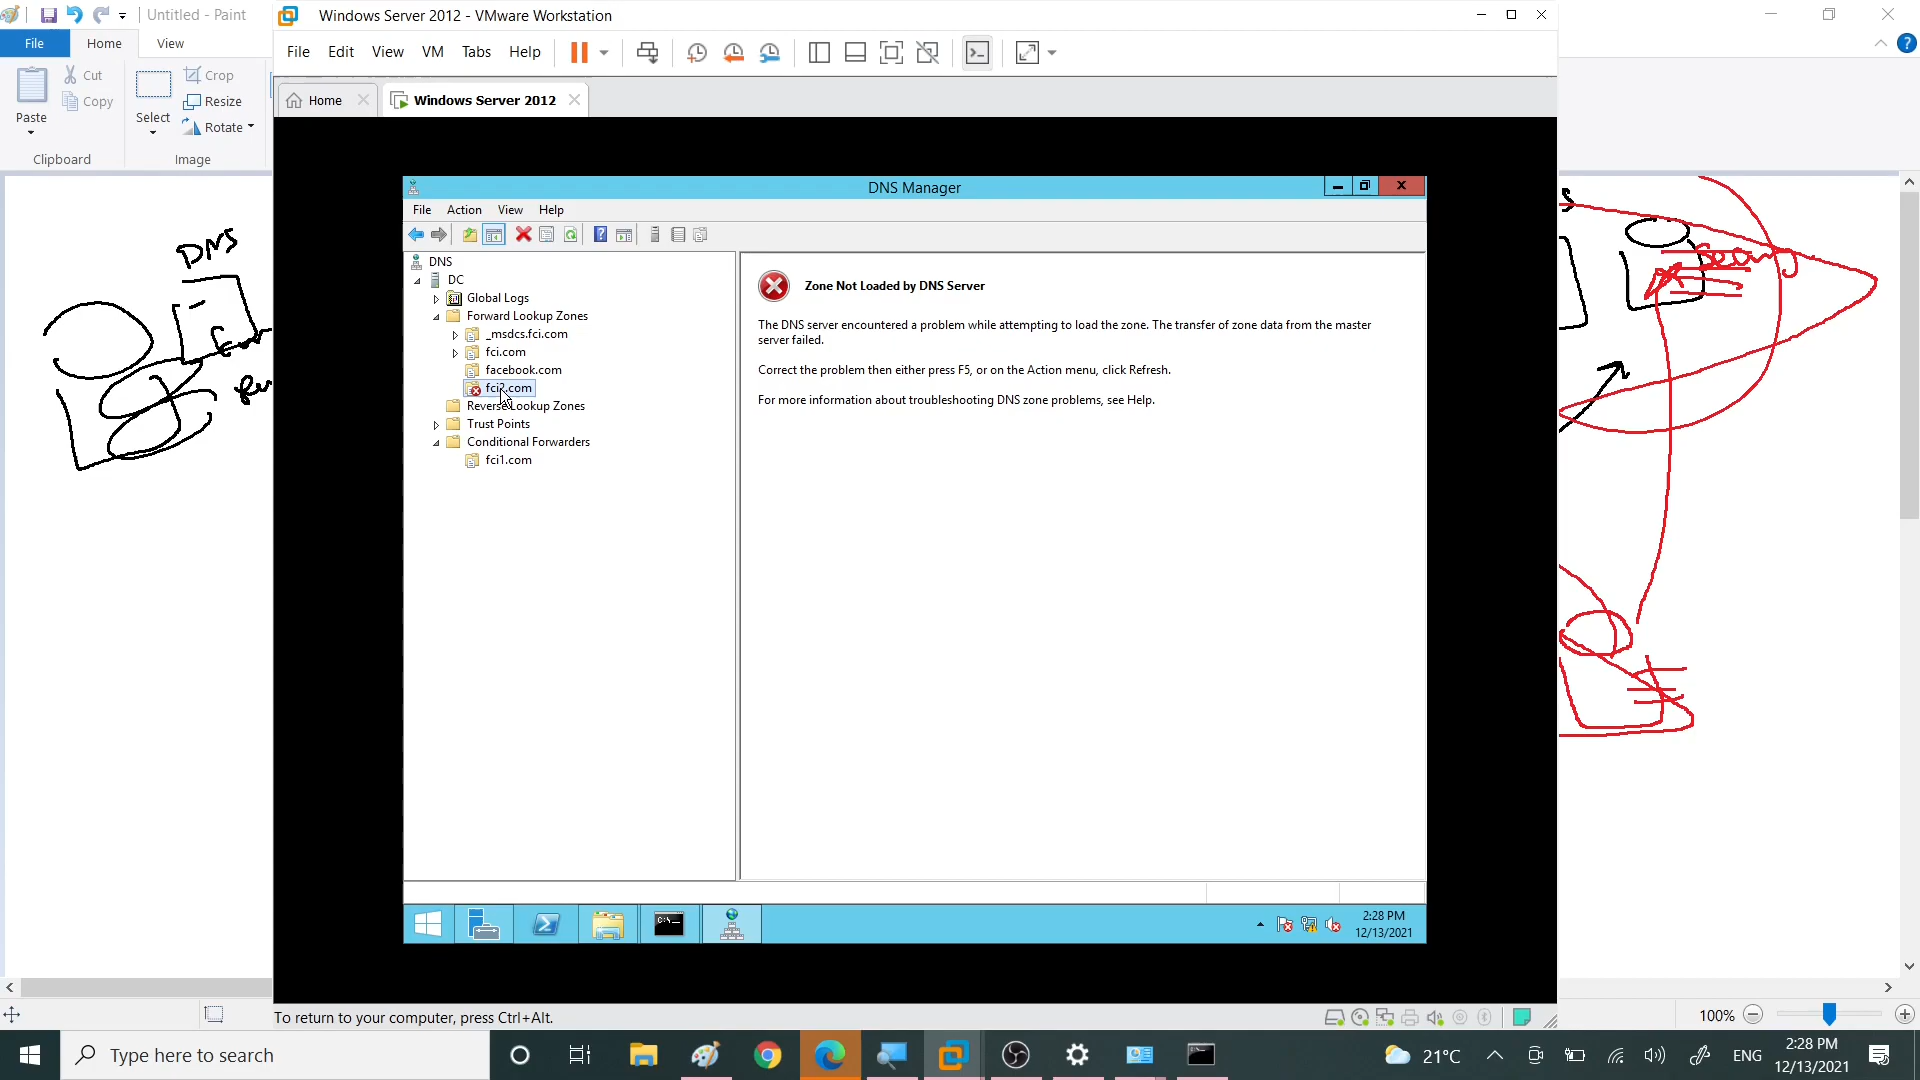 Untitled - Paint
File
Home
View
Paste
Cut
Copy
Clipboard
Select
Crop
Resize
Rotate
Image
DNS
Windows Server 2012 - VMware Workstation
File Edit View VM Tabs Help
Home
Windows Server 2012
DNS Manager
File Action View Help
DNS
DC
Global Logs
Forward Lookup Zones
_msdcs.fci.com
fci.com
facebook.com
fci2.com
Reverse Lookup Zones
Trust Points
Conditional Forwarders
fci1.com
Zone Not Loaded by DNS Server
The DNS server encountered a problem while attempting to load the zone. The transfer of zone data from the master
server failed.
Correct the problem then either press F5, or on the Action menu, click Refresh.
For more information about troubleshooting DNS zone problems, see Help.
2:28 PM
12/13/2021
To return to your computer, press Ctrl+Alt.
100%
Type here to search
21°C
ENG
2:28 PM
12/13/2021